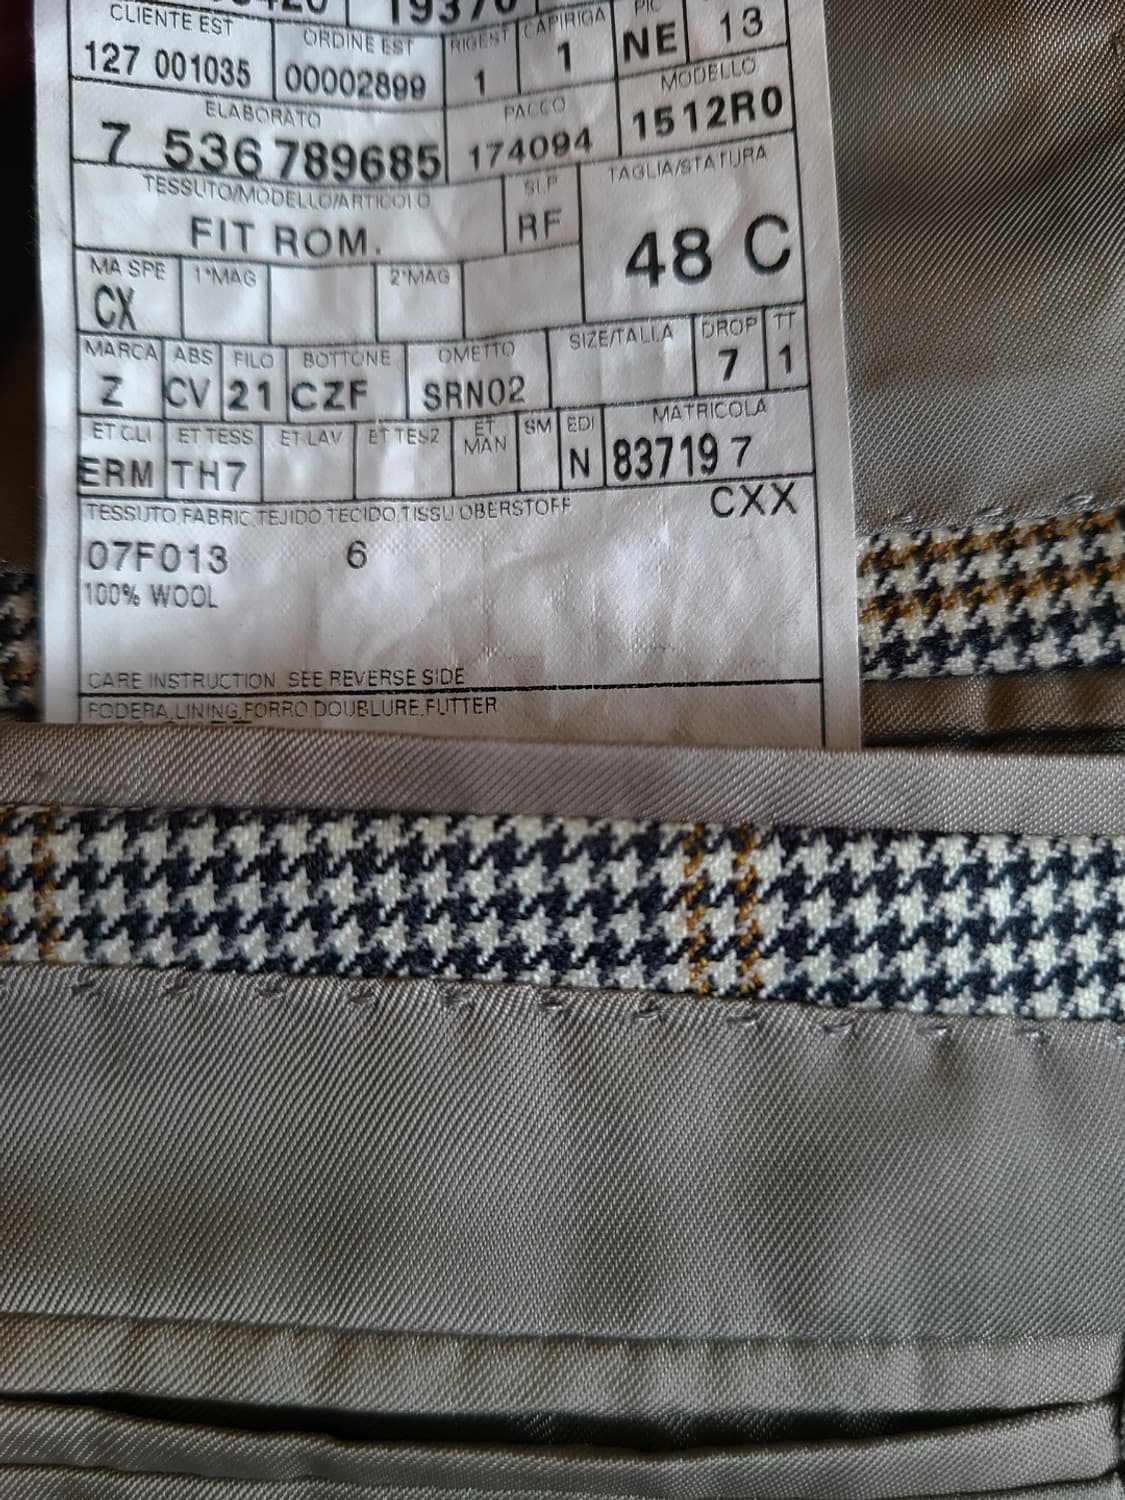 19370
CLIENTE EST ORDINE EST RIGEST CAPIRIGA PIC
127 001035 00002899 1 1 NE 13
ELABORATO PACCO MODELLO
7 536789685 174094 1512R0
TESSUTO/MODELLO/ARTICOLO SLP TAGLIA/STATURA
FIT ROM. RF 48 C
MA SPE 1°MAG 2°MAG
CX
MARCA ABS FILO BOTTONE OMETTO SIZE/TALLA DROP TT
Z CV 21 CZF SRN02 7 1
ET CLI ET TESS ET LAV ET TES2 ET MAN SM EDI MATRICOLA
ERM TH7 N 83719 7
TESSUTO,FABRIC,TEJIDO,TECIDO,TISSU,OBERSTOFF CXX
07F013 6
100% WOOL
CARE INSTRUCTION SEE REVERSE SIDE
FODERA,LINING,FORRO,DOUBLURE,FUTTER